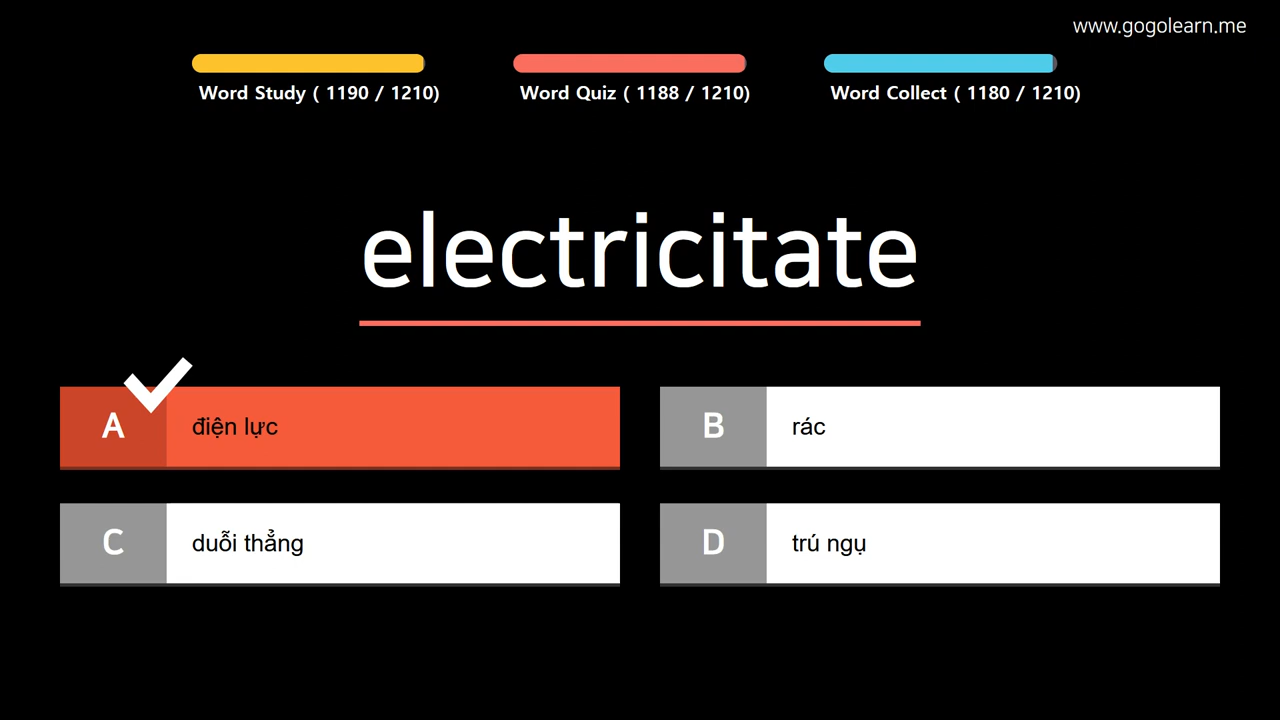 www.gogolearn.me
Word Study ( 1190 / 1210)
Word Quiz ( 1188 / 1210)
Word Collect ( 1180 / 1210)
electricitate
A điện lực
B rác
C duỗi thẳng
D trú ngụ